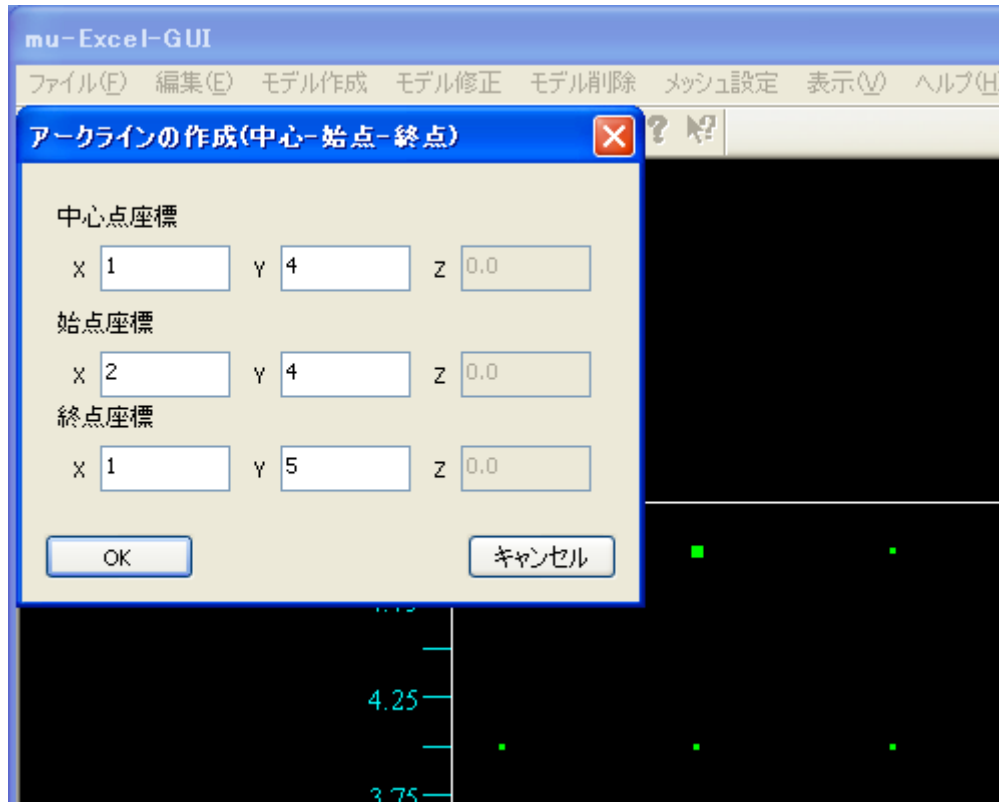 mu-Excel-GUI
ファイル(F) 編集(E) モデル作成 モデル修正 モデル削除 メッシュ設定 表示(V) ヘルプ(H
アークラインの作成(中心-始点-終点)
中心点座標
X 1 Y 4 Z 0.0
始点座標
X 2 Y 4 Z 0.0
終点座標
X 1 Y 5 Z 0.0
OK キャンセル
4.25
3.75